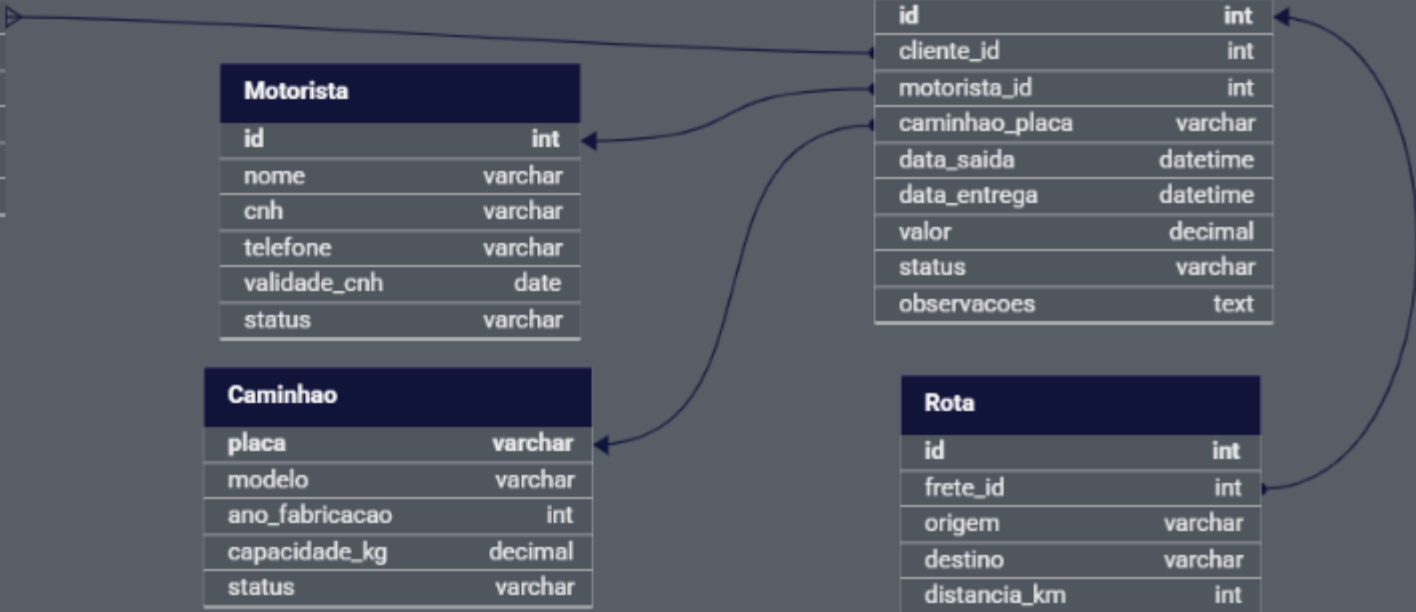 Motorista
id int
nome varchar
cnh varchar
telefone varchar
validade_cnh date
status varchar
Caminhao
placa varchar
modelo varchar
ano_fabricacao int
capacidade_kg decimal
status varchar
id int
cliente_id int
motorista_id int
caminhao_placa varchar
data_saida datetime
data_entrega datetime
valor decimal
status varchar
observacoes text
Rota
id int
frete_id int
origem varchar
destino varchar
distancia_km int